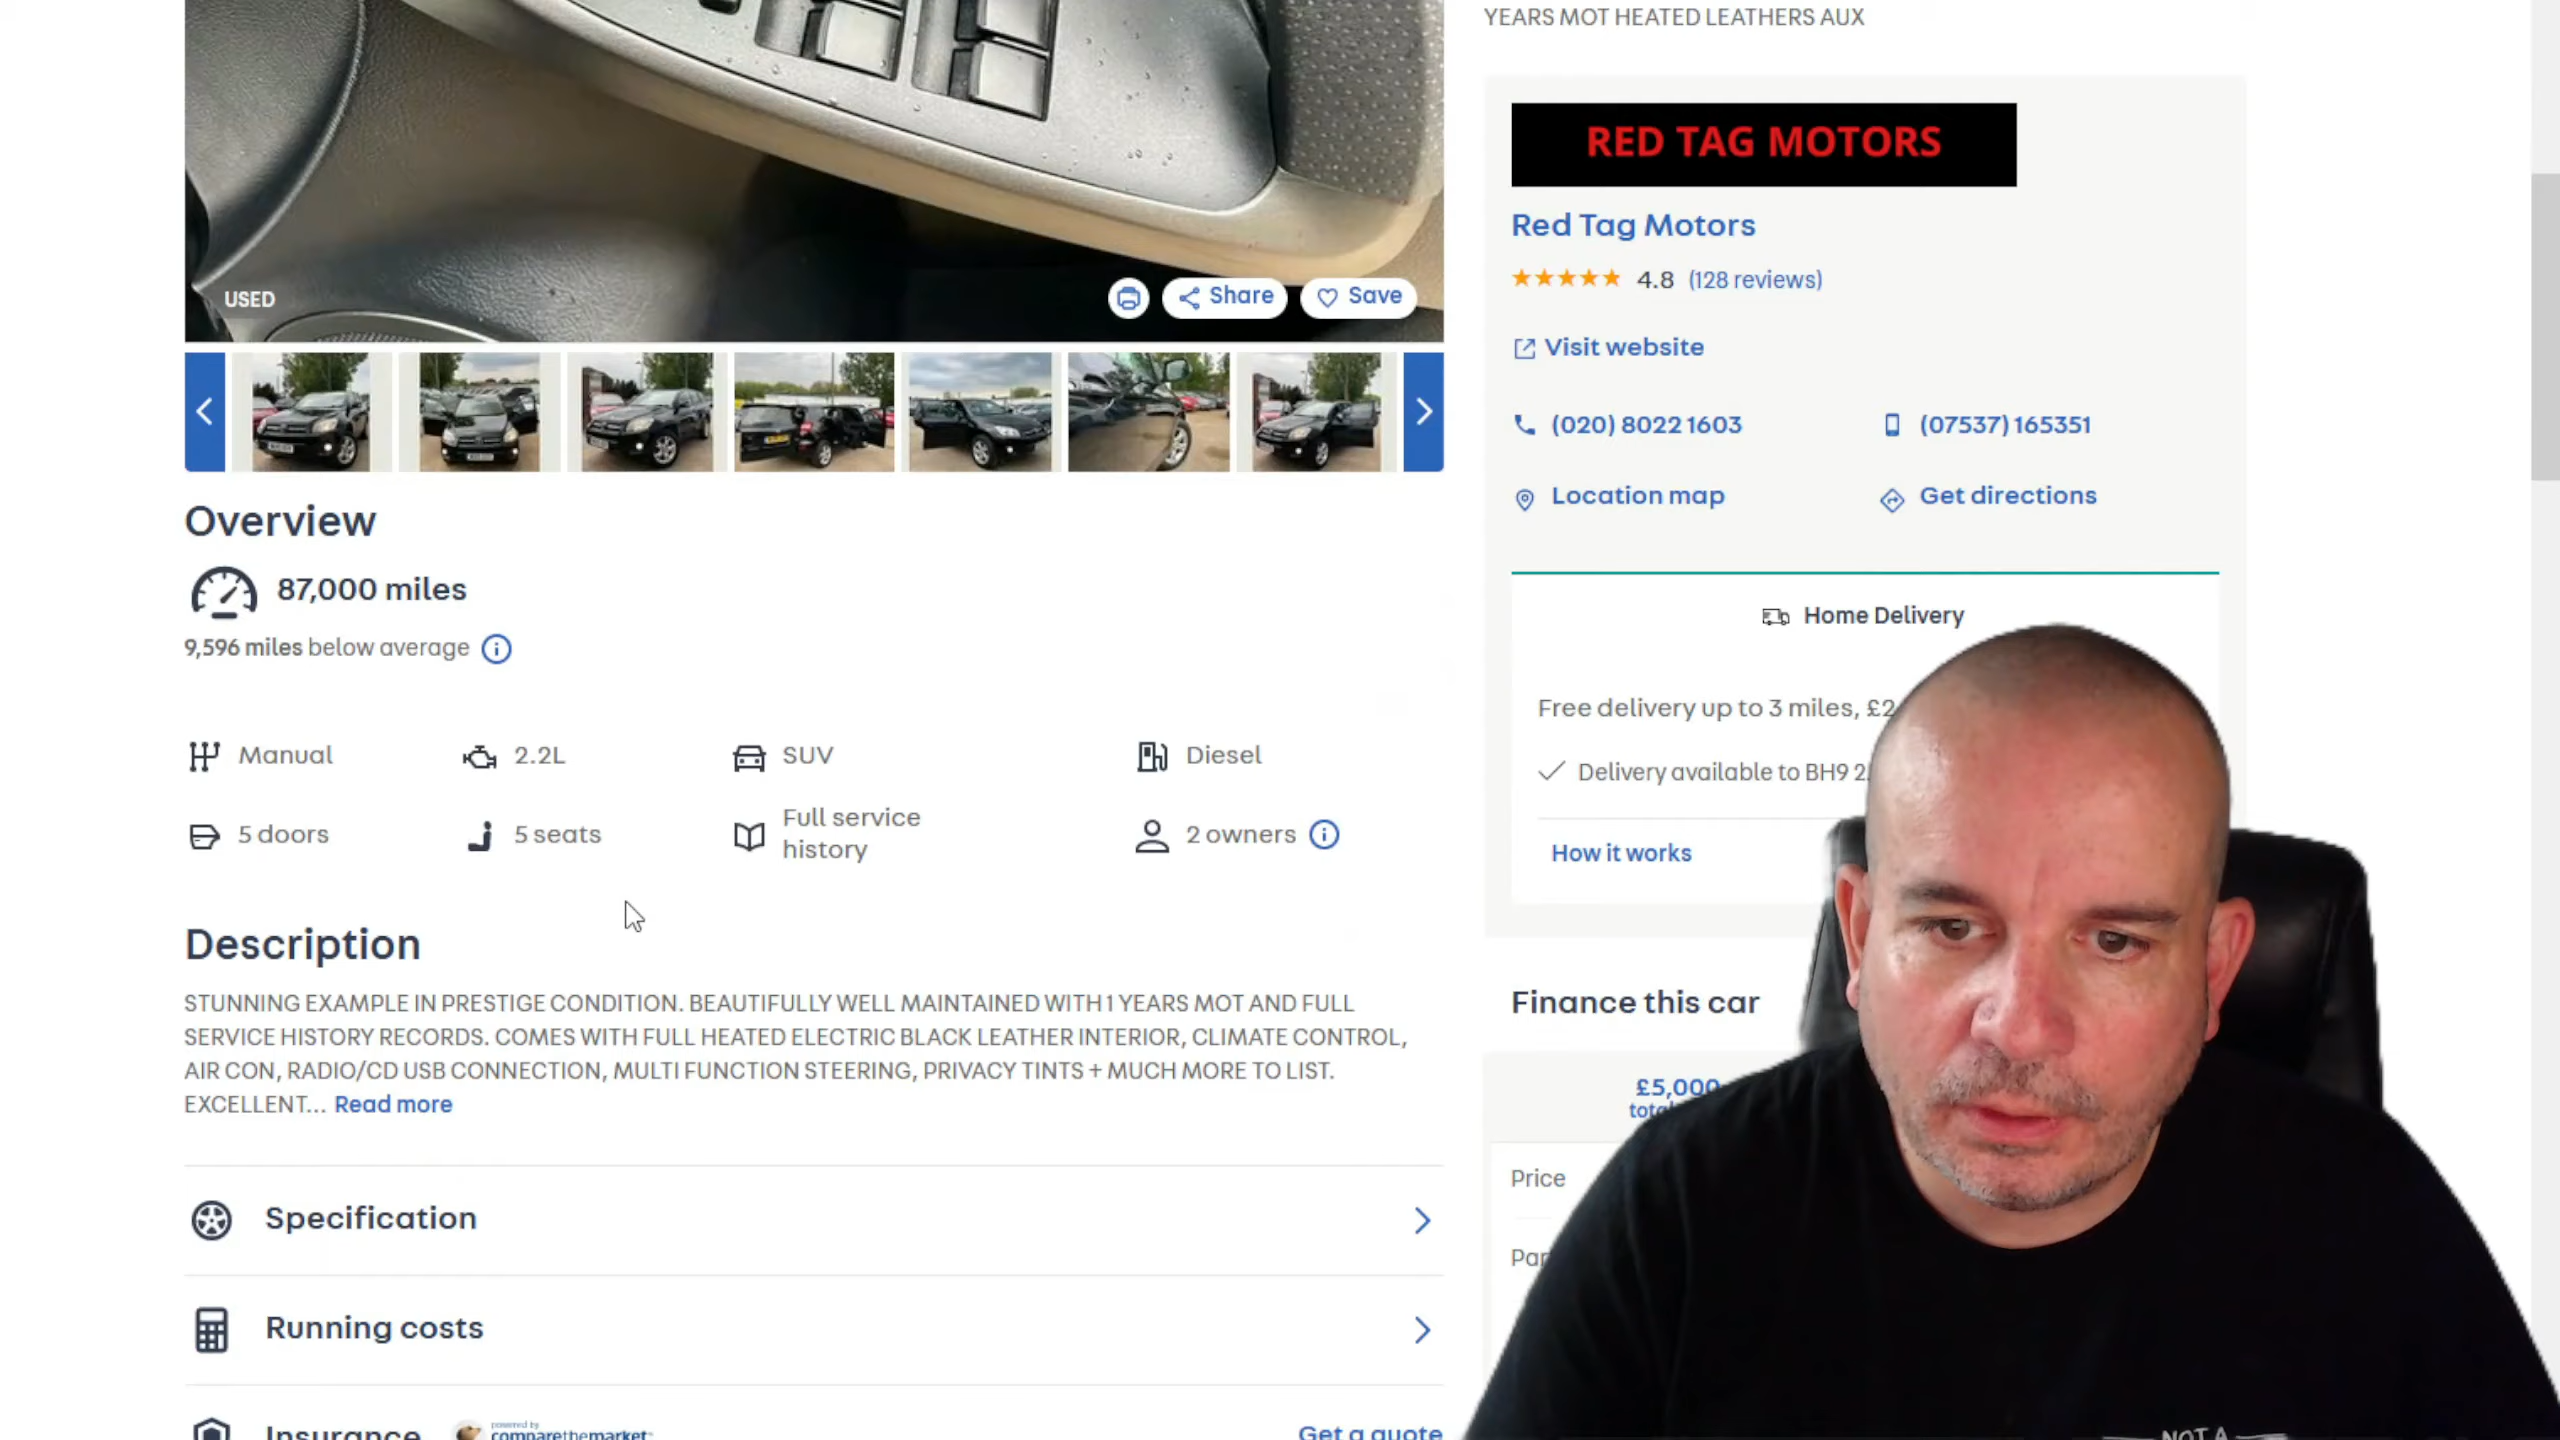 YEARS MOT HEATED LEATHERS AUX
RED TAG MOTORS
Red Tag Motors
4.8 (128 reviews)
Visit website
(020) 8022 1603
(07537) 165351
Location map
Get directions
Home Delivery
Free delivery up to 3 miles, £2
Delivery available to BH9 2
How it works
Finance this car
£5,000
Price
USED
Share
Save
Overview
87,000 miles
9,596 miles below average
Manual
2.2L
SUV
Diesel
5 doors
5 seats
Full service
history
2 owners
Description
STUNNING EXAMPLE IN PRESTIGE CONDITION. BEAUTIFULLY WELL MAINTAINED WITH 1 YEARS MOT AND FULL
SERVICE HISTORY RECORDS. COMES WITH FULL HEATED ELECTRIC BLACK LEATHER INTERIOR, CLIMATE CONTROL,
AIR CON, RADIO/CD USB CONNECTION, MULTI FUNCTION STEERING, PRIVACY TINTS + MUCH MORE TO LIST.
EXCELLENT... Read more
Specification
Running costs
Insurance
powered by
comparethemarket
Get a quote
NOT A